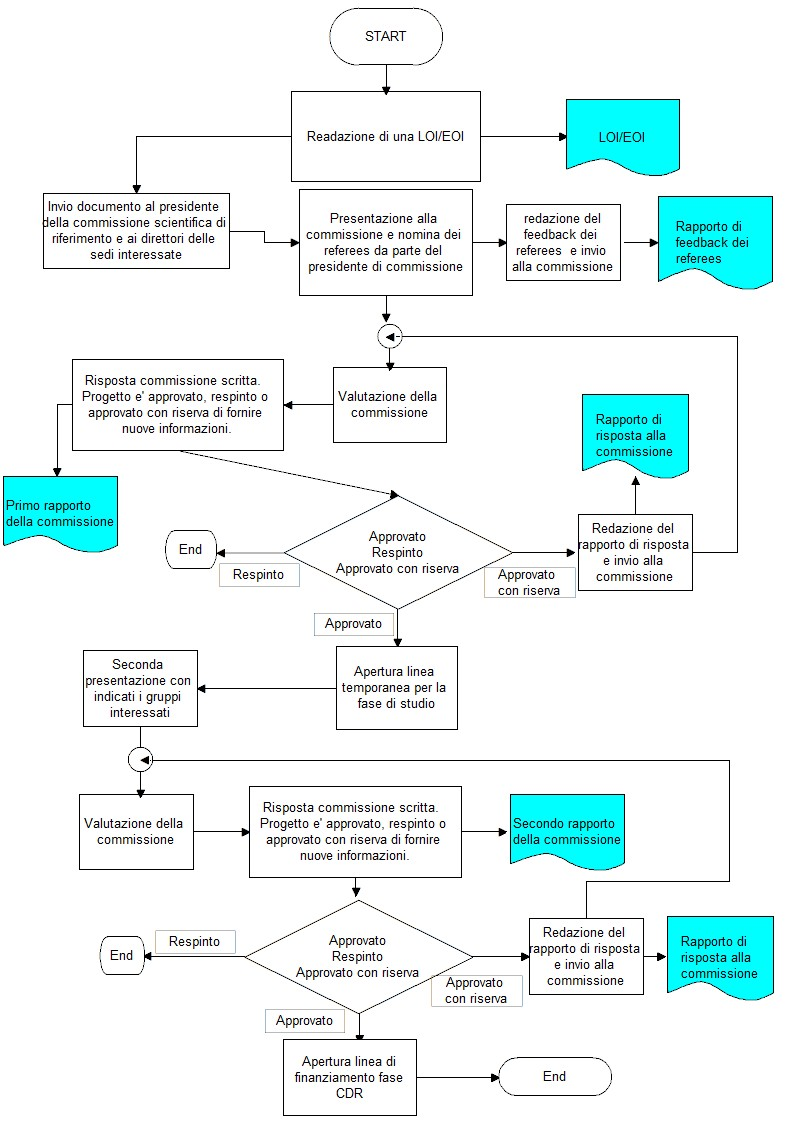 START
Readazione di una LOI/EOI
LOI/EOI
Invio documento al presidente
della commissione scientifica di
riferimento e ai direttori delle
sedi interessate
Presentazione alla
commissione e nomina dei
referees da parte del
presidente di commissione
redazione del
feedback dei
referees e invio
alla commissione
Rapporto di
feedback dei
referees
Valutazione della
commissione
Risposta commissione scritta.
Progetto e' approvato, respinto o
approvato con riserva di fornire
nuove informazioni.
Primo rapporto
della commissione
Rapporto di
risposta alla
commissione
Approvato
Respinto
Approvato con riserva
End
Respinto
Approvato
con riserva
Redazione del
rapporto di risposta
e invio alla
commissione
Approvato
Apertura linea
temporanea per la
fase di studio
Seconda
presentazione con
indicati i gruppi
interessati
Valutazione della
commissione
Risposta commissione scritta.
Progetto e' approvato, respinto o
approvato con riserva di fornire
nuove informazioni.
Secondo rapporto
della commissione
Approvato
Respinto
Approvato con riserva
Respinto
End
Approvato
con riserva
Redazione del
rapporto di risposta
e invio alla
commissione
Rapporto di
risposta alla
commissione
Approvato
Apertura linea di
finanziamento fase
CDR
End